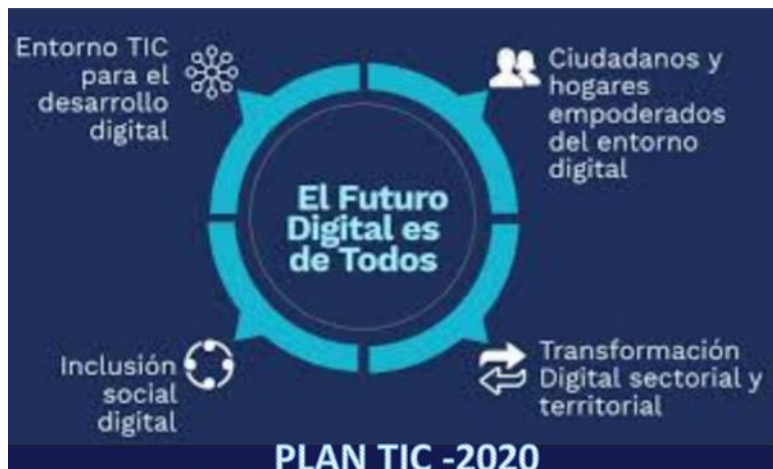 Entorno TIC
para el
desarrollo
digital
Ciudadanos y
hogares
empoderados
del entorno
digital
El Futuro
Digital es
de Todos
Inclusión
social
digital
Transformación
Digital sectorial y
territorial
PLAN TIC -2020